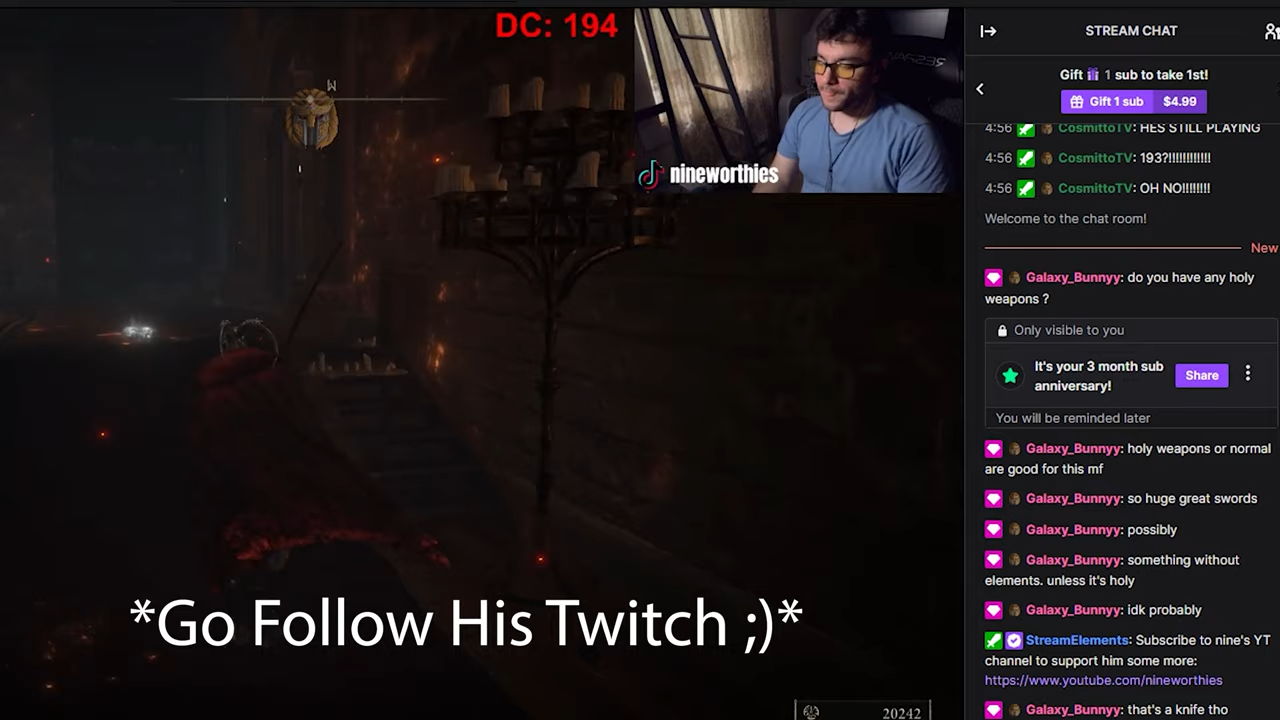 DC: 194
W
nineworthies
*Go Follow His Twitch ;)*
20242
STREAM CHAT
Gift 1 sub to take 1st!
Gift 1 sub $4.99
4:56 CosmittoTV: HES STILL PLAYING
4:56 CosmittoTV: 193?!!!!!!!!!!!!
4:56 CosmittoTV: OH NO!!!!!!!!
Welcome to the chat room!
New
Galaxy_Bunnyy: do you have any holy
weapons ?
Only visible to you
It's your 3 month sub
anniversary!
Share
You will be reminded later
Galaxy_Bunnyy: holy weapons or normal
are good for this mf
Galaxy_Bunnyy: so huge great swords
Galaxy_Bunnyy: possibly
Galaxy_Bunnyy: something without
elements. unless it's holy
Galaxy_Bunnyy: idk probably
StreamElements: Subscribe to nine's YT
channel to support him some more:
https://www.youtube.com/nineworthies
Galaxy_Bunnyy: that's a knife tho